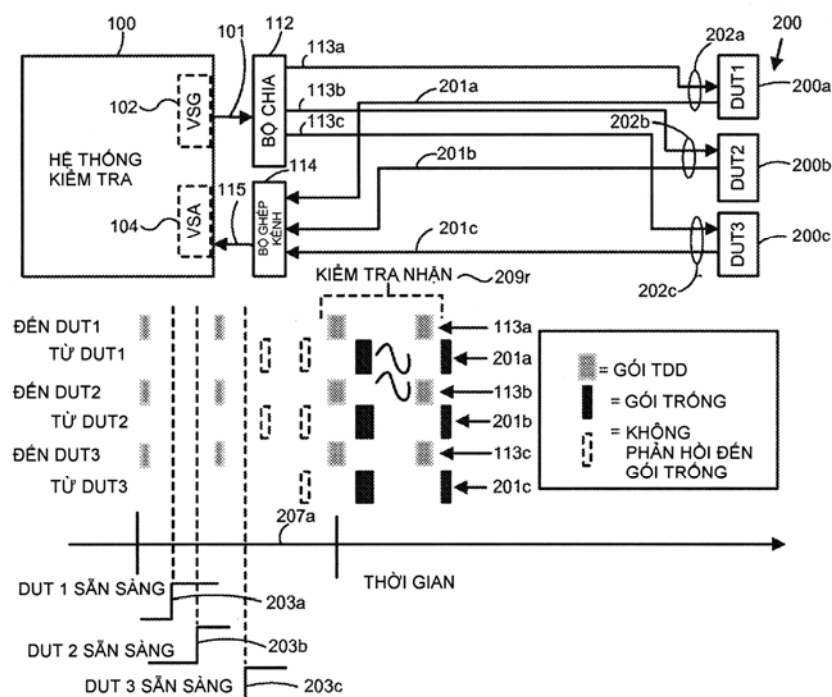 100
101
112
113a
202a
200
102
VSG
BỘ CHIA
113b
201a
DUT1
200a
113c
202b
HỆ THỐNG
KIỂM TRA
114
201b
DUT2
200b
115
104
VSA
BỘ GHÉP
KÊNH
201c
DUT3
200c
202c
KIỂM TRA NHẬN
209r
ĐẾN DUT1
113a
TỪ DUT1
201a
ĐẾN DUT2
113b
TỪ DUT2
201b
ĐẾN DUT3
113c
TỪ DUT3
201c
= GÓI TDD
= GÓI TRỐNG
= KHÔNG
PHẢN HỒI ĐẾN
GÓI TRỐNG
207a
THỜI GIAN
DUT 1 SẴN SÀNG
203a
DUT 2 SẴN SÀNG
203b
DUT 3 SẴN SÀNG
203c